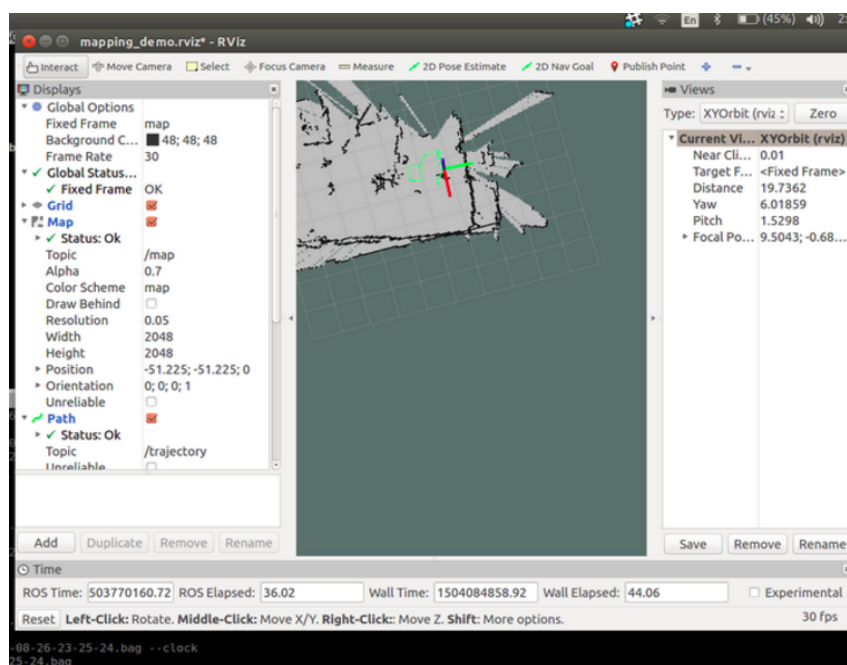 En (45%) 2:
mapping_demo.rviz* - RViz
Interact Move Camera Select Focus Camera Measure 2D Pose Estimate 2D Nav Goal Publish Point
Displays
Global Options
Fixed Frame map
Background C... 48; 48; 48
Frame Rate 30
Global Status...
Fixed Frame OK
Grid
Map
Status: Ok
Topic /map
Alpha 0.7
Color Scheme map
Draw Behind
Resolution 0.05
Width 2048
Height 2048
Position -51.225; -51.225; 0
Orientation 0; 0; 0; 1
Unreliable
Path
Status: Ok
Topic /trajectory
Unreliable
Add Duplicate Remove Rename
Views
Type: XYOrbit (rviz Zero
Current Vi... XYOrbit (rviz)
Near Cli... 0.01
Target F... <Fixed Frame>
Distance 19.7362
Yaw 6.01859
Pitch 1.5298
Focal Po... 9.5043; -0.68...
Save Remove Rename
Time
ROS Time: 503770160.72 ROS Elapsed: 36.02 Wall Time: 1504084858.92 Wall Elapsed: 44.06 Experimental
Reset Left-Click: Rotate. Middle-Click: Move X/Y. Right-Click:: Move Z. Shift: More options. 30 fps
-08-26-23-25-24.bag --clock
25-24.bag